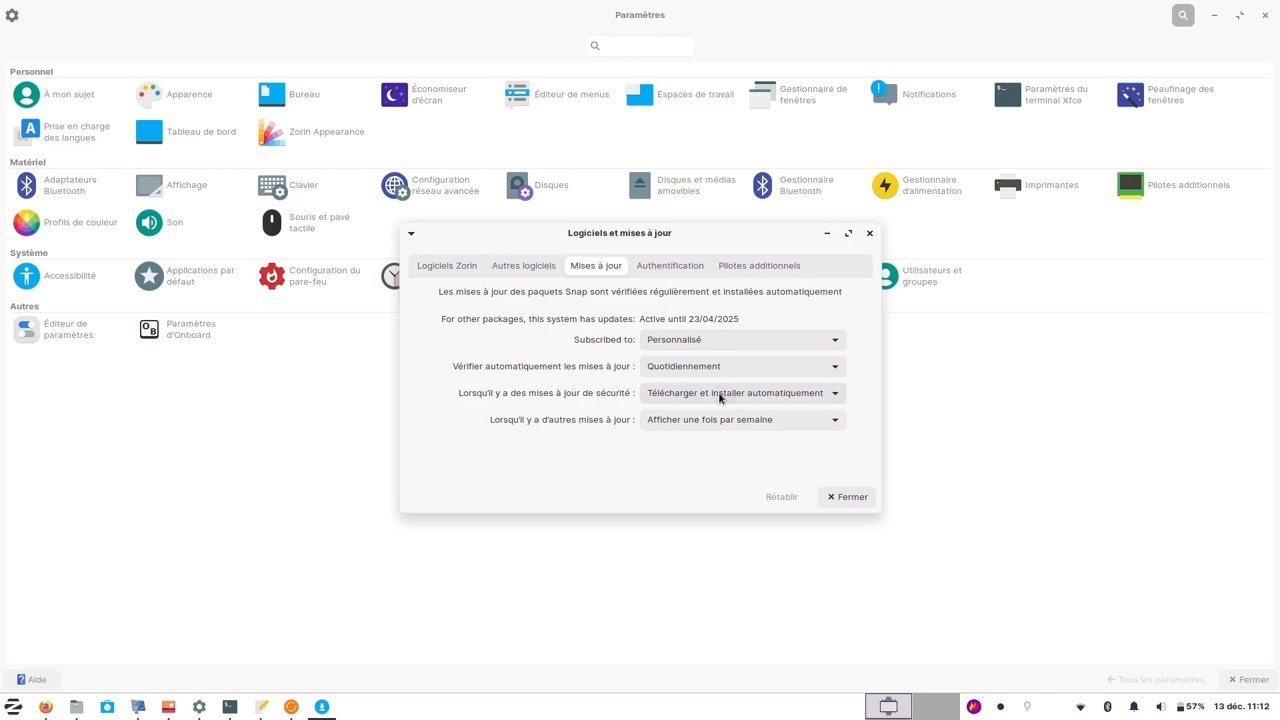 Paramètres
Personnel
À mon sujet
Apparence
Bureau
Économiseur
d'écran
Éditeur de menus
Espaces de travail
Gestionnaire de
fenêtres
Notifications
Paramètres du
terminal Xfce
Peaufinage des
fenêtres
Prise en charge
des langues
Tableau de bord
Zorin Appearance
Matériel
Adaptateurs
Bluetooth
Affichage
Clavier
Configuration
réseau avancée
Disques
Disques et médias
amovibles
Gestionnaire
Bluetooth
Gestionnaire
d'alimentation
Imprimantes
Pilotes additionnels
Profils de couleur
Son
Souris et pavé
tactile
Système
Accessibilité
Applications par
défaut
Configuration du
pare-feu
Utilisateurs et
groupes
Autres
Éditeur de
paramètres
Paramètres
d'Onboard
Logiciels et mises à jour
Logiciels Zorin
Autres logiciels
Mises à jour
Authentification
Pilotes additionnels
Les mises à jour des paquets Snap sont vérifiées régulièrement et installées automatiquement
For other packages, this system has updates: Active until 23/04/2025
Subscribed to: Personnalisé
Vérifier automatiquement les mises à jour : Quotidiennement
Lorsqu'il y a des mises à jour de sécurité : Télécharger et installer automatiquement
Lorsqu'il y a d'autres mises à jour : Afficher une fois par semaine
Rétablir
Fermer
Aide
Tous les paramètres
Fermer
57%
13 déc. 11:12